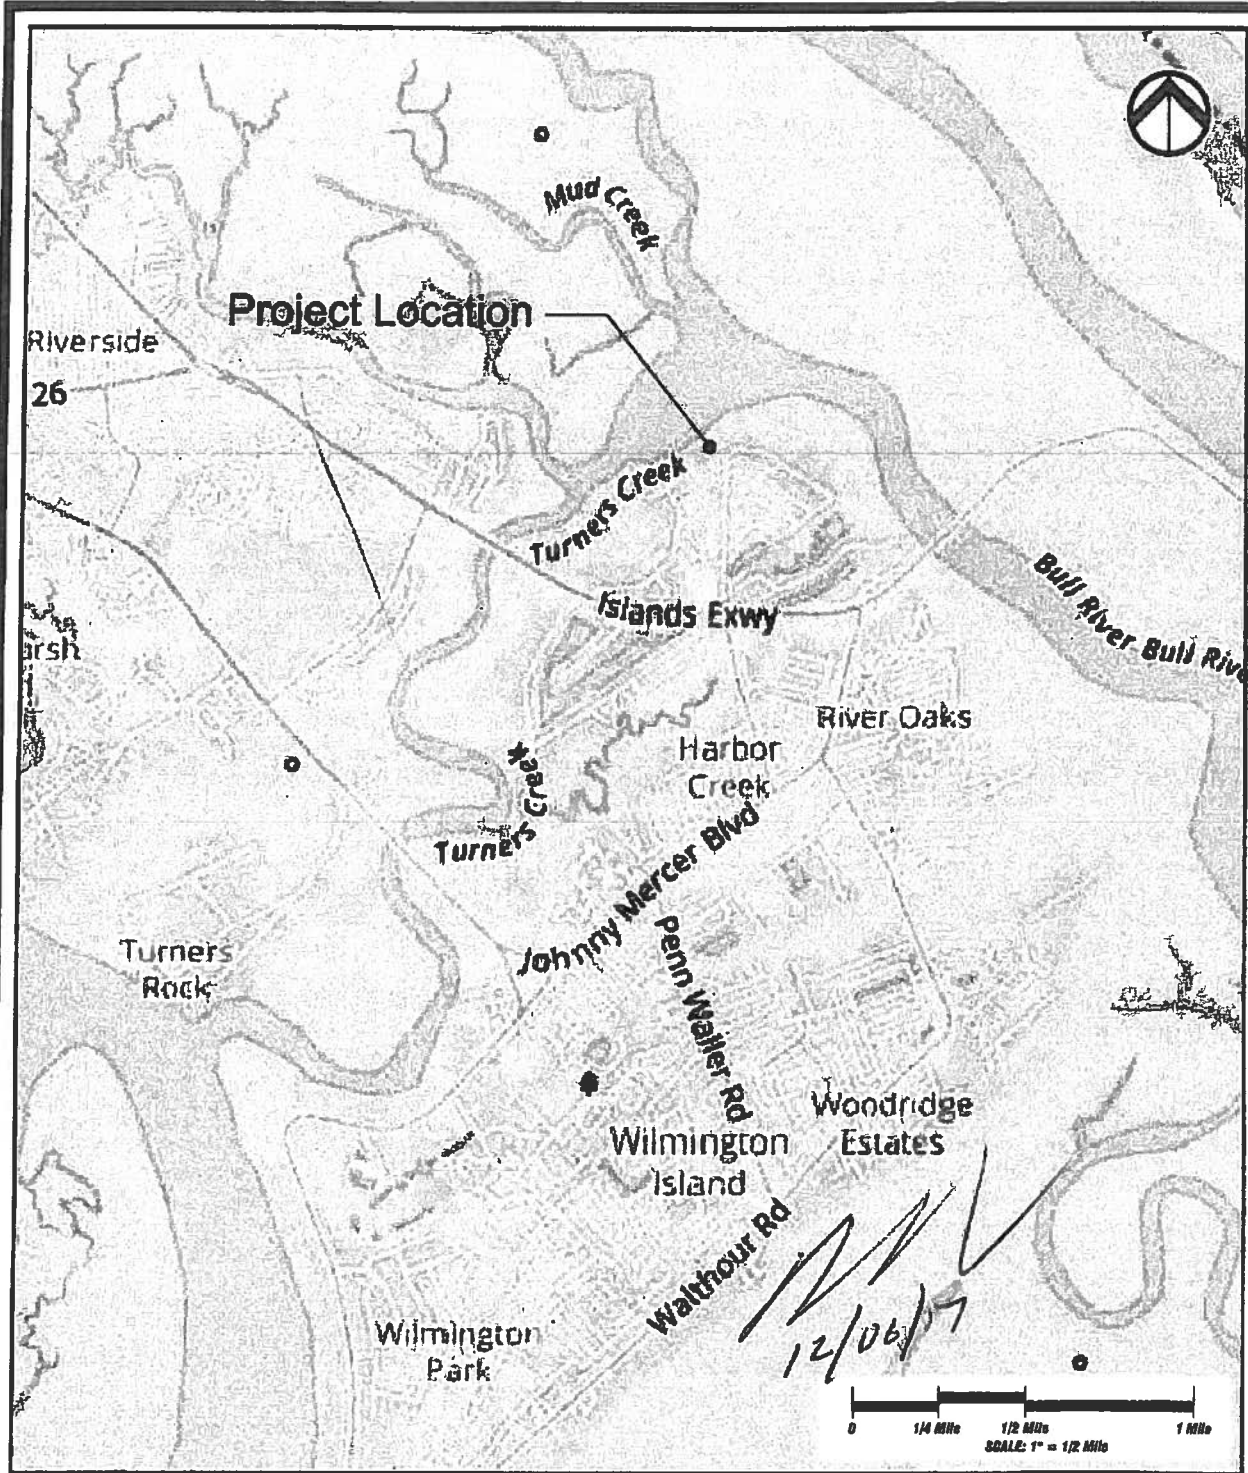 Mud Creek
Project Location
Riverside
26
Turners Creek
Islands Exwy
Bull River Bull Rive
arsh
River Oaks
Harbor
Creek
Turners Creek
Johnny Mercer Blvd
Penn Waller Rd
Turners
Rock
Woodridge
Estates
Wilmington
Island
Walthour Rd
12/06/17
Wilmington
Park
0 1/4 Mile 1/2 Mile 1 Mile
SCALE: 1" = 1/2 Mile